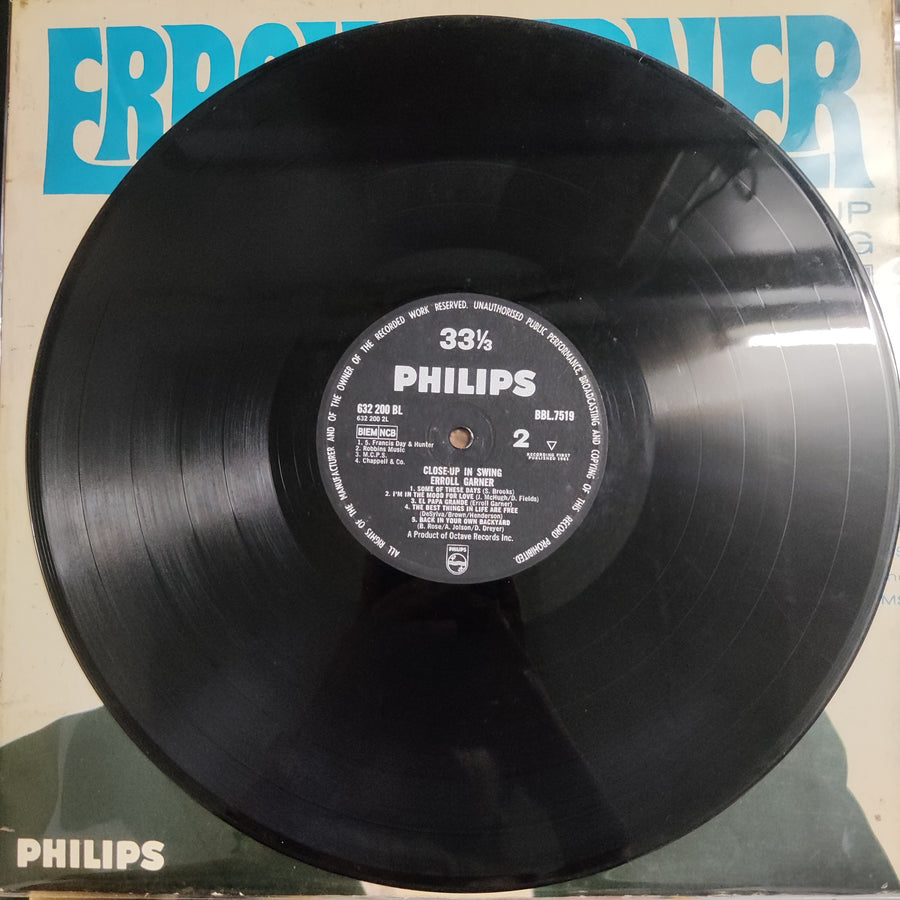 ERRO RNER
UP
G
ALL RIGHTS OF THE MANUFACTURER AND OF THE OWNER OF THE RECORDED WORK RESERVED. UNAUTHORISED PUBLIC PERFORMANCE, BROADCASTING AND COPYING OF THIS RECORD PROHIBITED.
33⅓
PHILIPS
632 200 BL
BBL.7519
632 200 2L
BIEM NCB
2
1. 5. Francis Day & Hunter
2. Robbins Music
3. M.C.P.S.
4. Chappell & Co.
RECORDING FIRST
PUBLISHED 1961
CLOSE-UP IN SWING
ERROLL GARNER
1. SOME OF THESE DAYS (S. Brooks)
2. I'M IN THE MOOD FOR LOVE (J. McHugh/D. Fields)
3. EL PAPA GRANDE (Erroll Garner)
4. THE BEST THINGS IN LIFE ARE FREE
(DeSylva/Brown/Henderson)
5. BACK IN YOUR OWN BACKYARD
(B. Rose/A. Jolson/D. Dreyer)
A Product of Octave Records Inc.
PHILIPS
PHILIPS